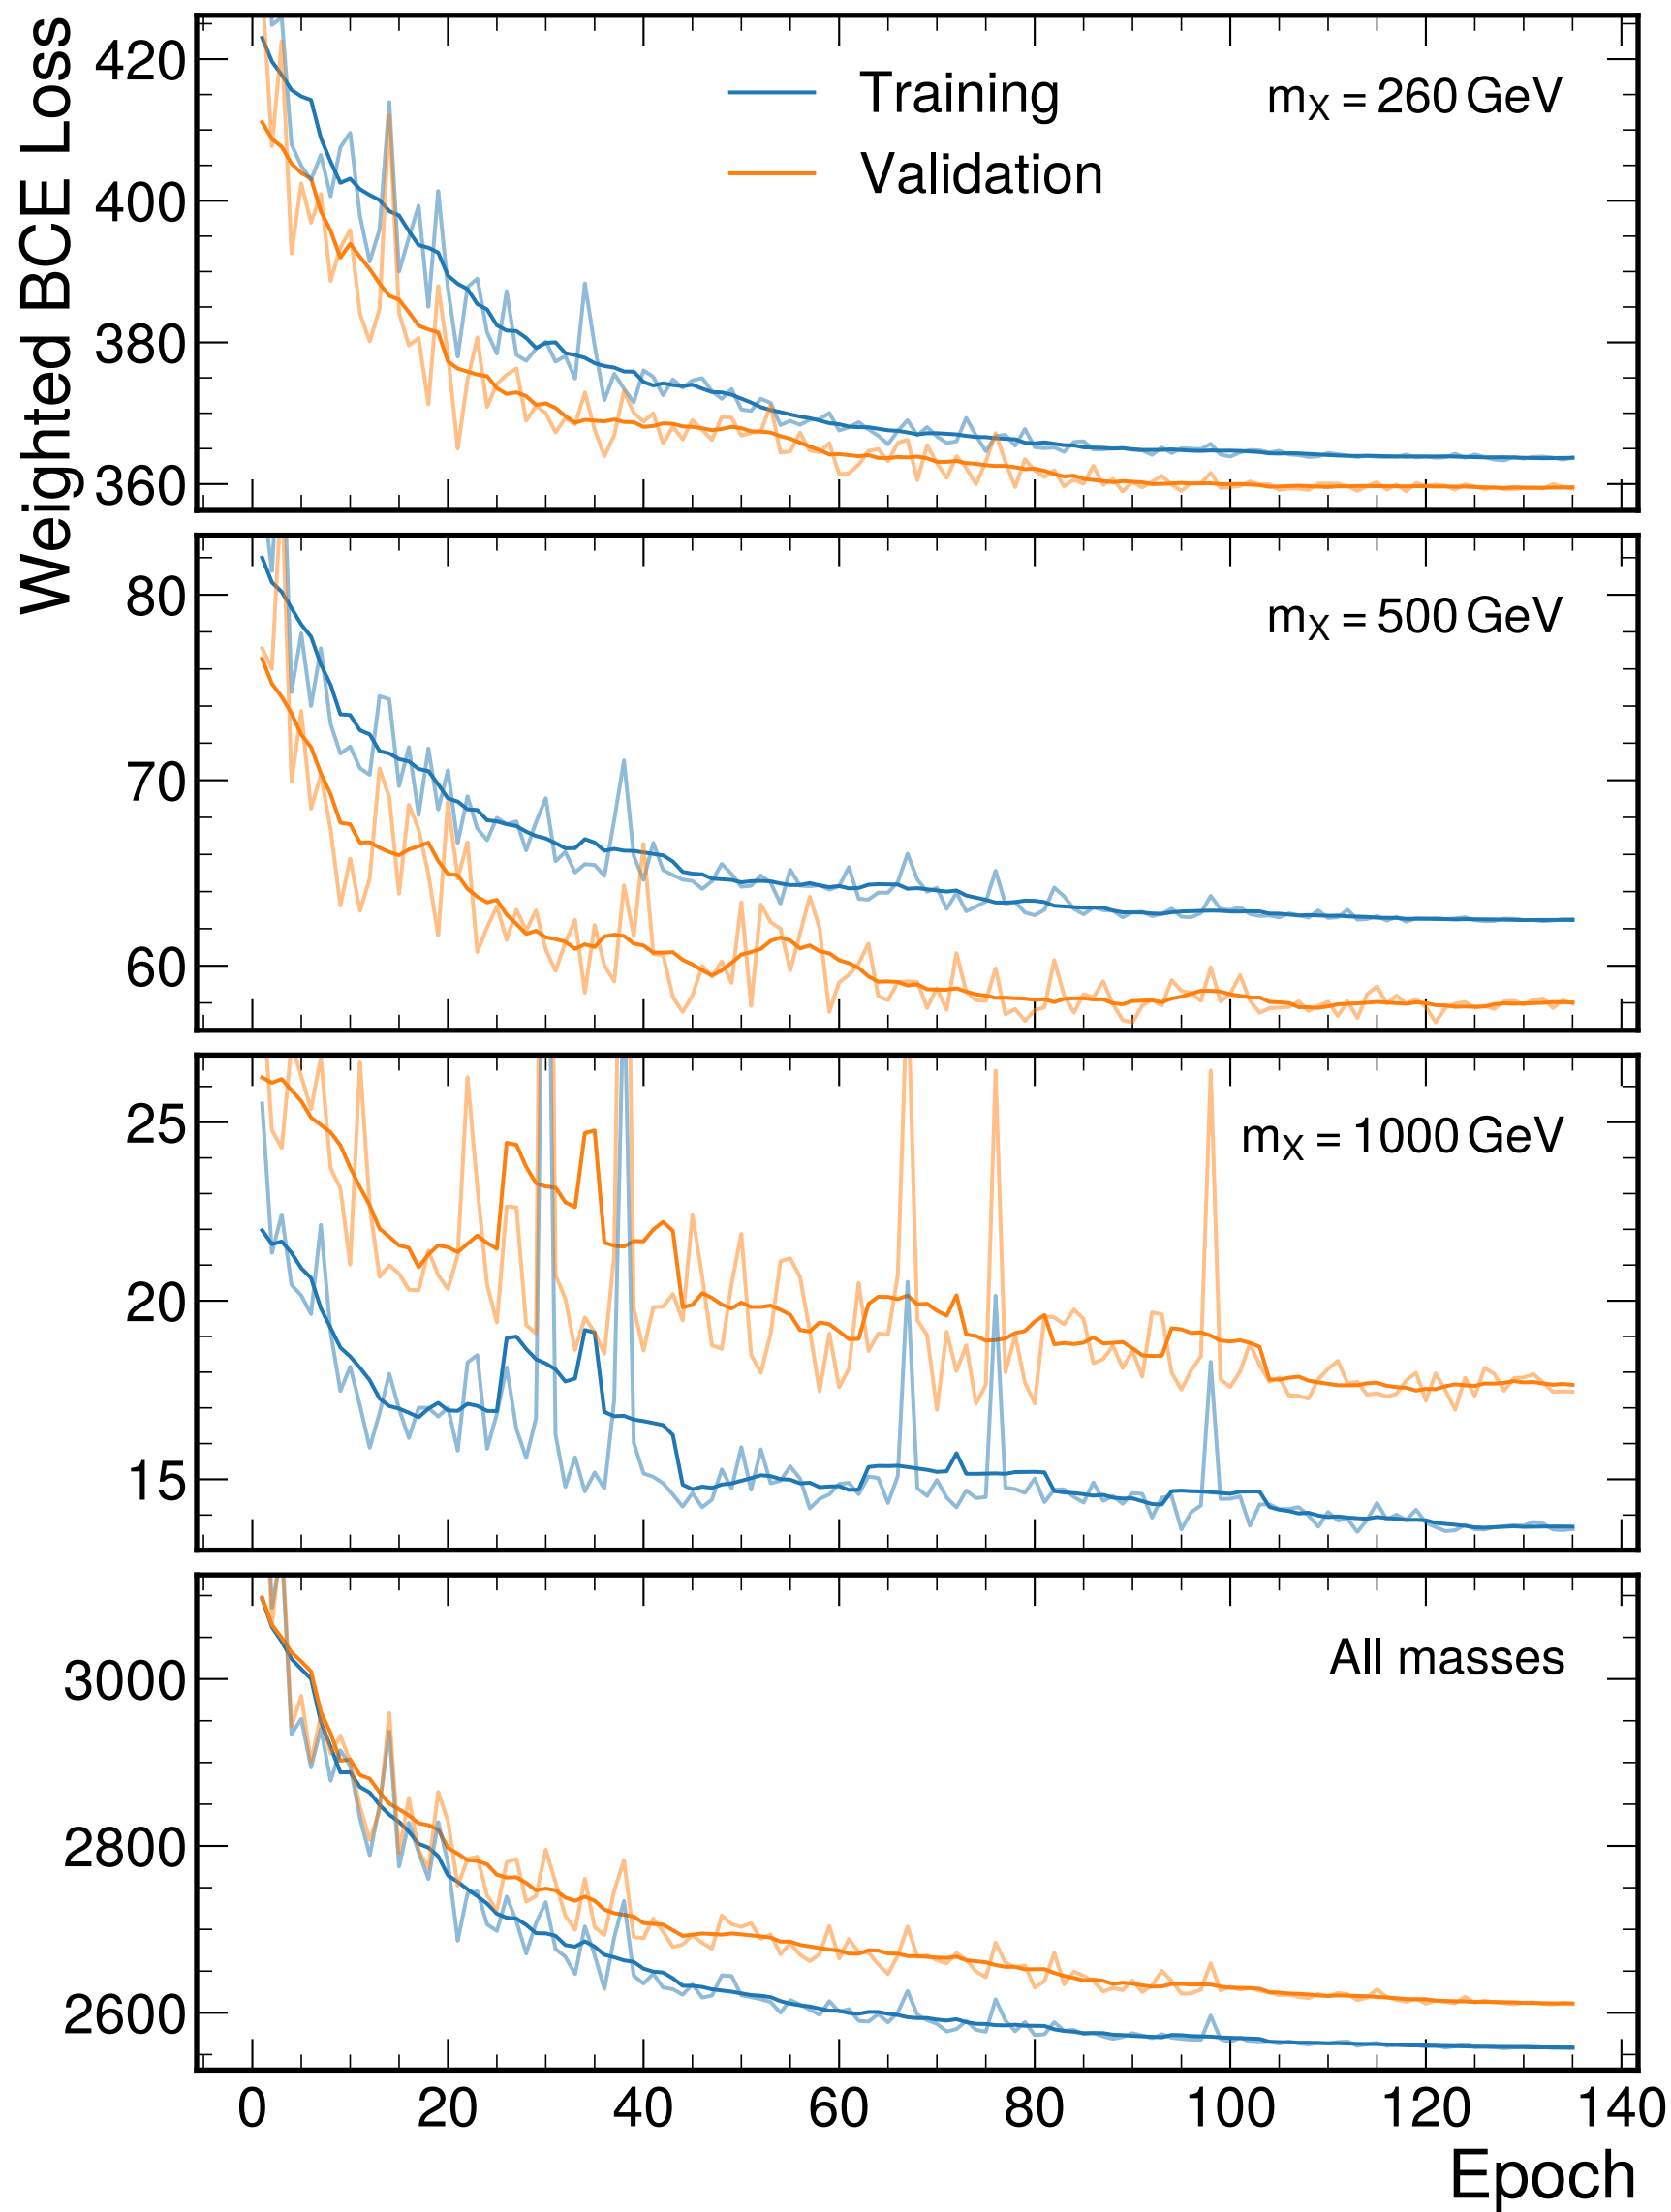 Weighted BCE Loss
420
400
380
360
Training
Validation
mX = 260 GeV
80
70
60
mX = 500 GeV
25
20
15
mX = 1000 GeV
3000
2800
2600
All masses
0 20 40 60 80 100 120 140
Epoch